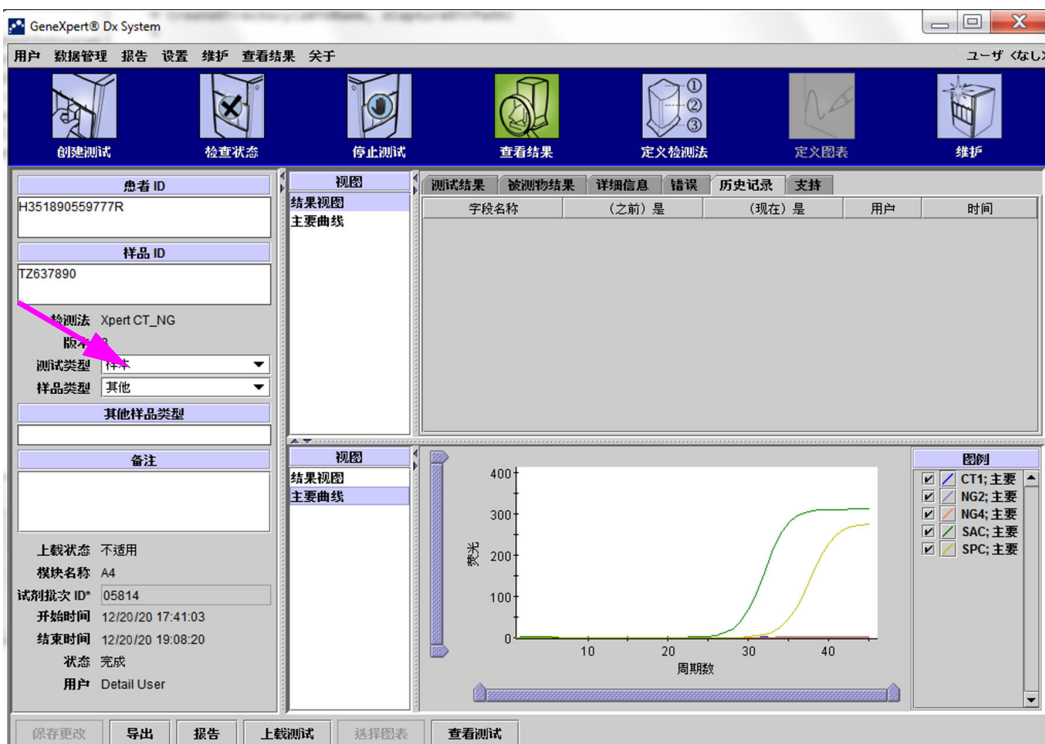 GeneXpert® Dx System
用户 数据管理 报告 设置 维护 查看结果 关于
ユーザ 〈なし〉
创建测试 检查状态 停止测试 查看结果 定义检测法 定义图表 维护
患者 ID
H351890559777R
样品 ID
TZ637890
检测法 Xpert CT_NG
版本
测试类型 样本
样品类型 其他
其他样品类型
备注
上载状态 不适用
模块名称 A4
试剂批次 ID* 05814
开始时间 12/20/20 17:41:03
结束时间 12/20/20 19:08:20
状态 完成
用户 Detail User
视图
结果视图
主要曲线
测试结果 被测物结果 详细信息 错误 历史记录 支持
字段名称 （之前）是 （现在）是 用户 时间
视图
结果视图
主要曲线
荧光
400
300
200
100
0
10 20 30 40
周期数
图例
CT1; 主要
NG2; 主要
NG4; 主要
SAC; 主要
SPC; 主要
保存更改 导出 报告 上载测试 选择图表 查看测试